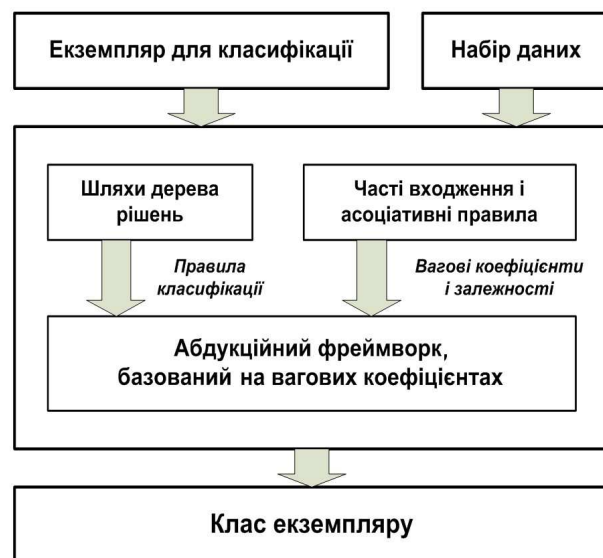 Екземпляр для класифікації
Набір даних
Шляхи дерева
рішень
Часті входження і
асоціативні правила
Правила
класифікації
Вагові коефіцієнти
і залежності
Абдукційний фреймворк,
базований на вагових коефіцієнтах
Клас екземпляру